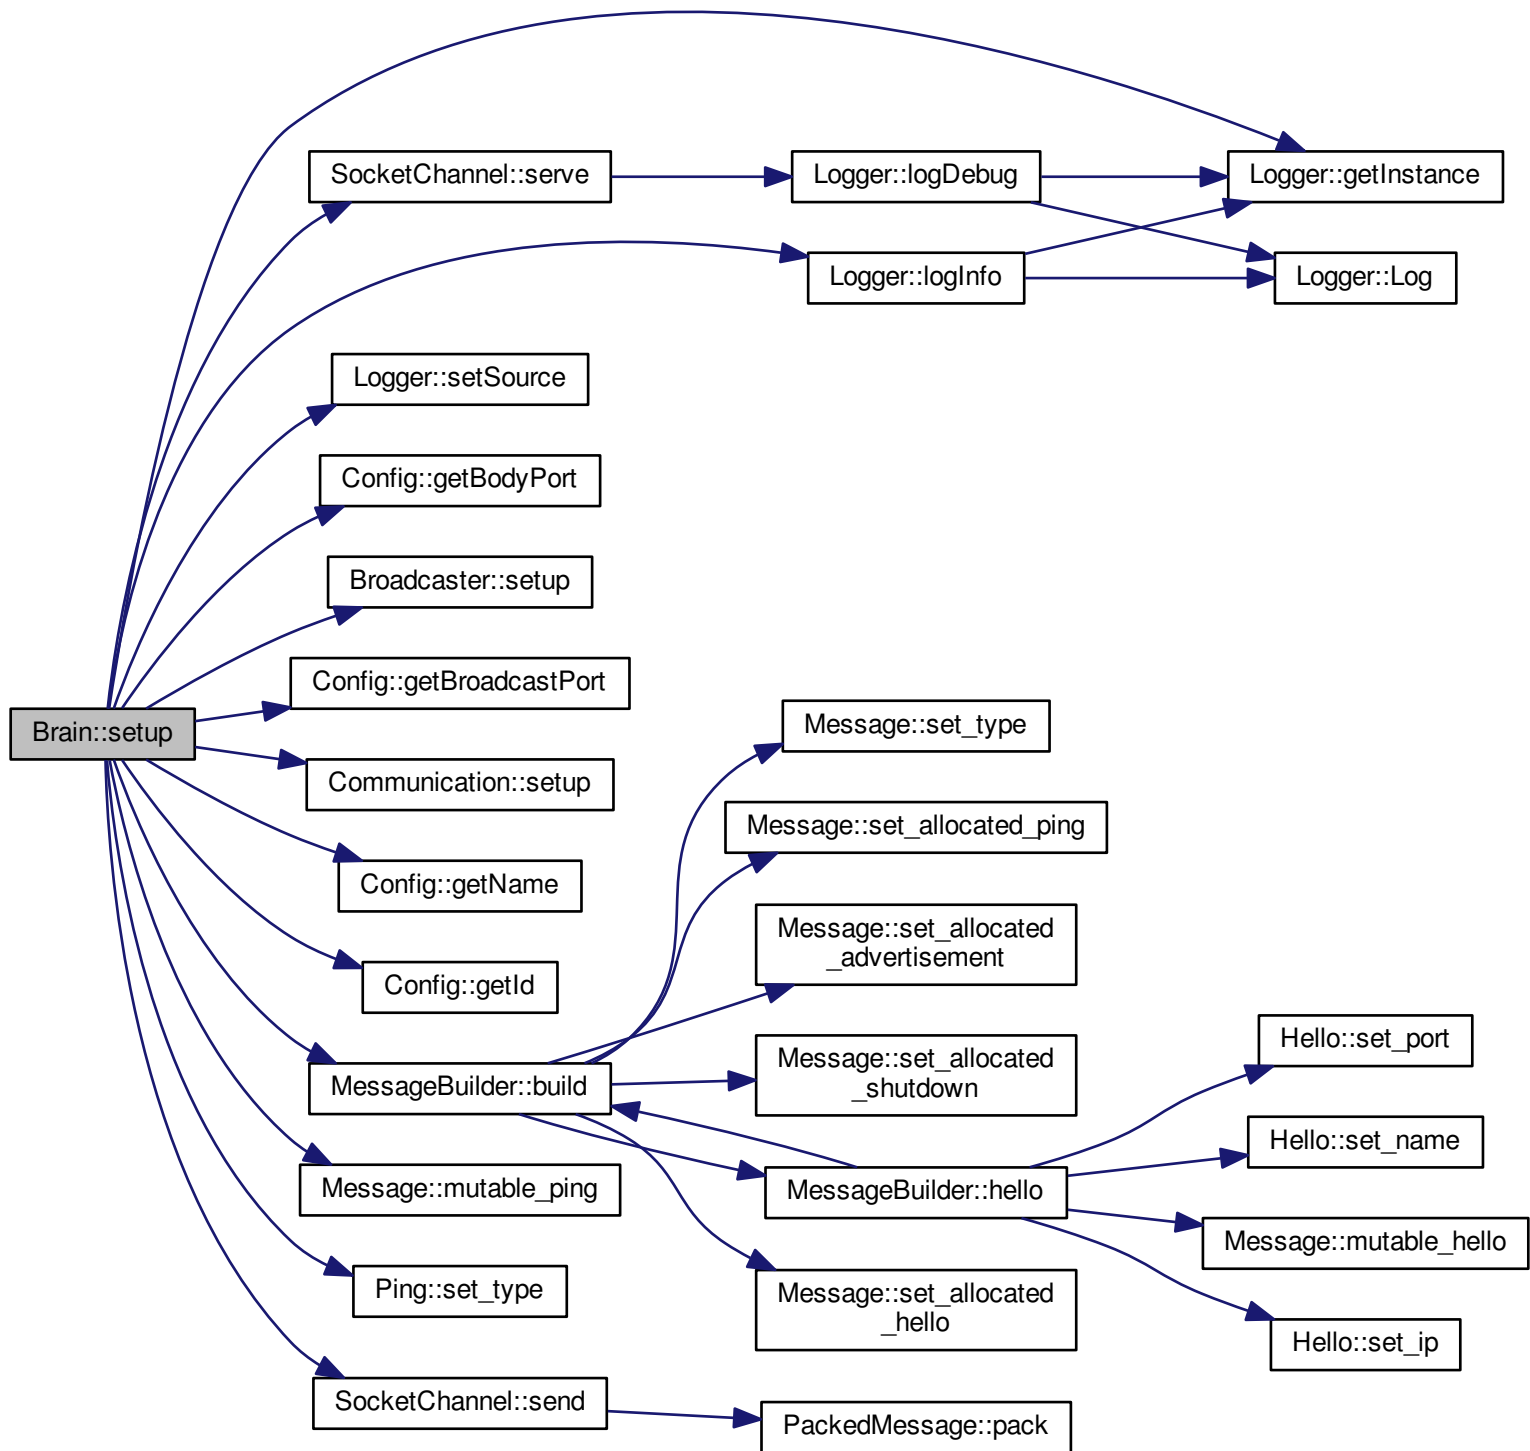 SocketChannel::serve
Logger::logDebug
Logger::getInstance
Logger::logInfo
Logger::Log
Logger::setSource
Config::getBodyPort
Broadcaster::setup
Config::getBroadcastPort
Brain::setup
Message::set_type
Communication::setup
Message::set_allocated_ping
Config::getName
Message::set_allocated
_advertisement
Config::getId
MessageBuilder::build
Message::set_allocated
_shutdown
Hello::set_port
Hello::set_name
Message::mutable_ping
MessageBuilder::hello
Message::mutable_hello
Ping::set_type
Message::set_allocated
_hello
Hello::set_ip
SocketChannel::send
PackedMessage::pack